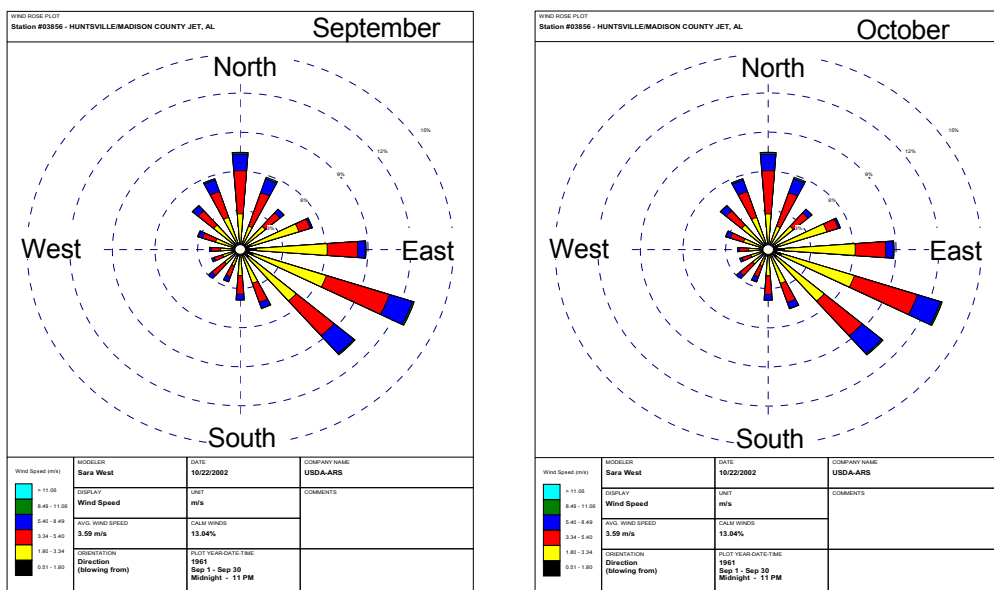 WIND ROSE PLOT
Station #03856 - HUNTSVILLE/MADISON COUNTY JET, AL
September
North
15%
12%
9%
6%
3%
West
East
South
Wind Speed (m/s)
> 11.06
8.49 - 11.06
5.40 - 8.49
3.34 - 5.40
1.80 - 3.34
0.51 - 1.80
MODELER
Sara West
DATE
10/22/2002
COMPANY NAME
USDA-ARS
DISPLAY
Wind Speed
UNIT
m/s
COMMENTS
AVG. WIND SPEED
3.59 m/s
CALM WINDS
13.04%
ORIENTATION
Direction
(blowing from)
PLOT YEAR-DATE-TIME
1961
Sep 1 - Sep 30
Midnight - 11 PM
WIND ROSE PLOT
Station #03856 - HUNTSVILLE/MADISON COUNTY JET, AL
October
North
15%
12%
9%
6%
3%
West
East
South
Wind Speed (m/s)
> 11.06
8.49 - 11.06
5.40 - 8.49
3.34 - 5.40
1.80 - 3.34
0.51 - 1.80
MODELER
Sara West
DATE
10/22/2002
COMPANY NAME
USDA-ARS
DISPLAY
Wind Speed
UNIT
m/s
COMMENTS
AVG. WIND SPEED
3.59 m/s
CALM WINDS
13.04%
ORIENTATION
Direction
(blowing from)
PLOT YEAR-DATE-TIME
1961
Sep 1 - Sep 30
Midnight - 11 PM